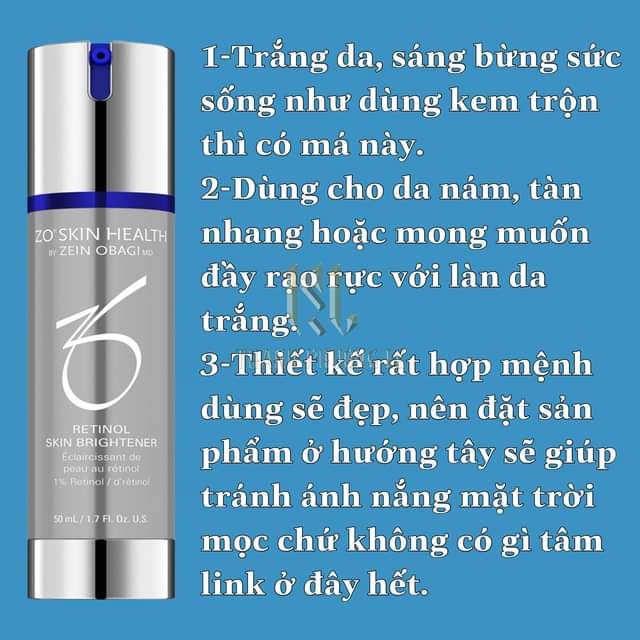 1-Trắng da, sáng bừng sức
sống như dùng kem trộn
thì có má này.
2-Dùng cho da nám, tàn
nhang hoặc mong muốn
đầy rạo rực với làn da
trắng.
3-Thiết kế rất hợp mệnh
dùng sẽ đẹp, nên đặt sản
phẩm ở hướng tây sẽ giúp
tránh ánh nắng mặt trời
mọc chứ không có gì tâm
link ở đây hết.
ZO® SKIN HEALTH
BY ZEIN OBAGI MD
RETINOL
SKIN BRIGHTENER
Éclaircissant de
peau au rétinol
1% Retinol / d'rétinol
50 mL / 1.7 Fl. Oz. U.S.